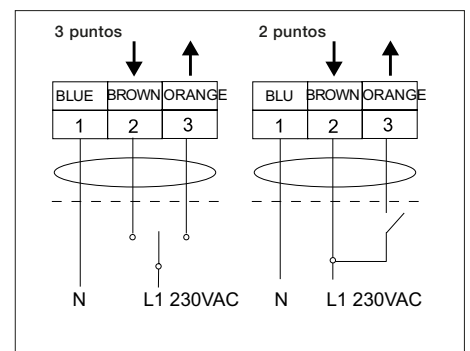 3 puntos 2 puntos
BLUE BROWN ORANGE BLU BROWN ORANGE
1 2 3 1 2 3
N L1 230VAC N L1 230VAC